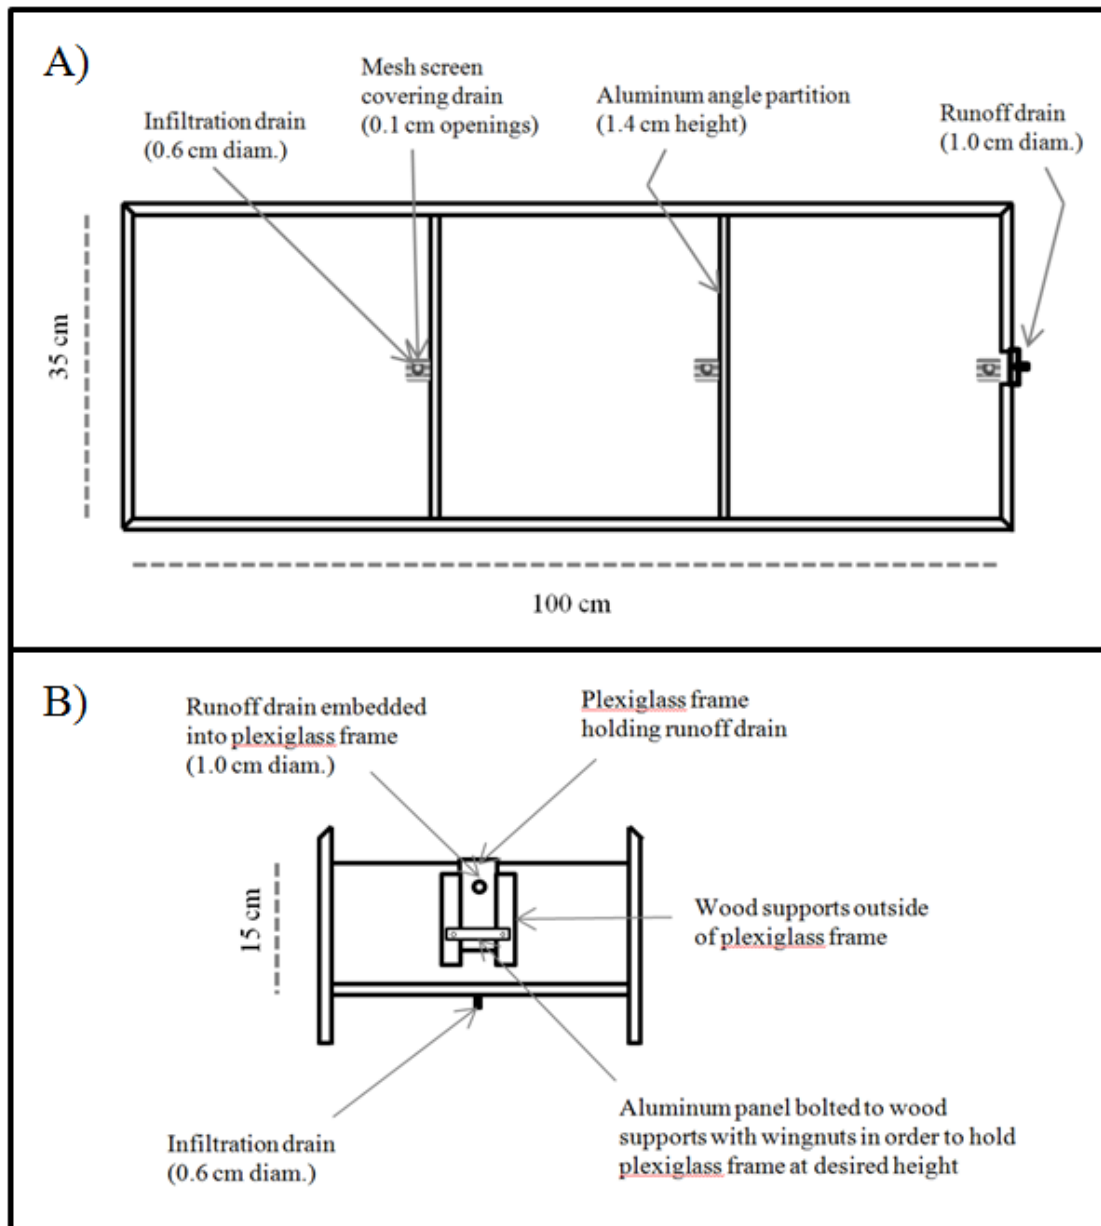 A)
Mesh screen
covering drain
(0.1 cm openings)
Infiltration drain
(0.6 cm diam.)
Aluminum angle partition
(1.4 cm height)
Runoff drain
(1.0 cm diam.)
35 cm
100 cm
B)
Runoff drain embedded
into plexiglass frame
(1.0 cm diam.)
Plexiglass frame
holding runoff drain
15 cm
Wood supports outside
of plexiglass frame
Infiltration drain
(0.6 cm diam.)
Aluminum panel bolted to wood
supports with wingnuts in order to hold
plexiglass frame at desired height